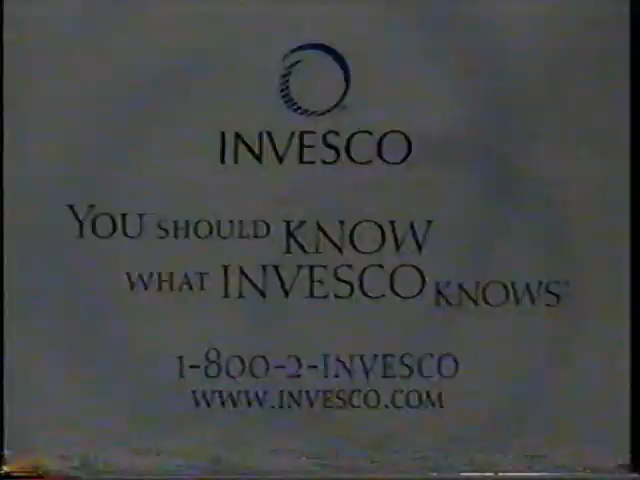 INVESCO
YOU SHOULD KNOW
WHAT INVESCO KNOWS
1-800-2-INVESCO
WWW.INVESCO.COM